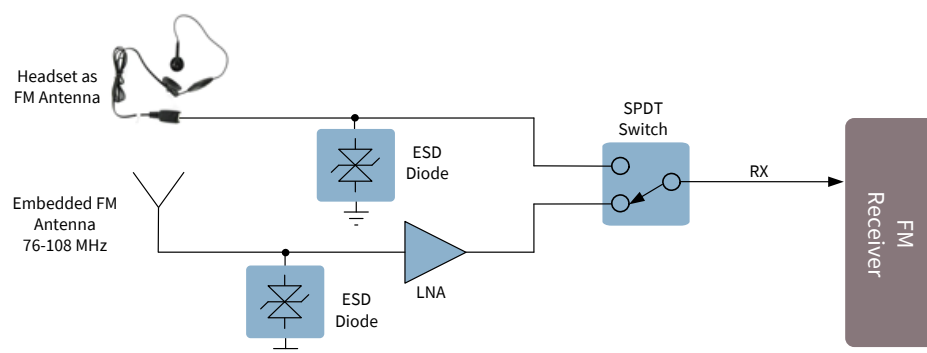 Headset as
FM Antenna
ESD
Diode
SPDT
Switch
RX
FM
Receiver
Embedded FM
Antenna
76-108 MHz
LNA
ESD
Diode